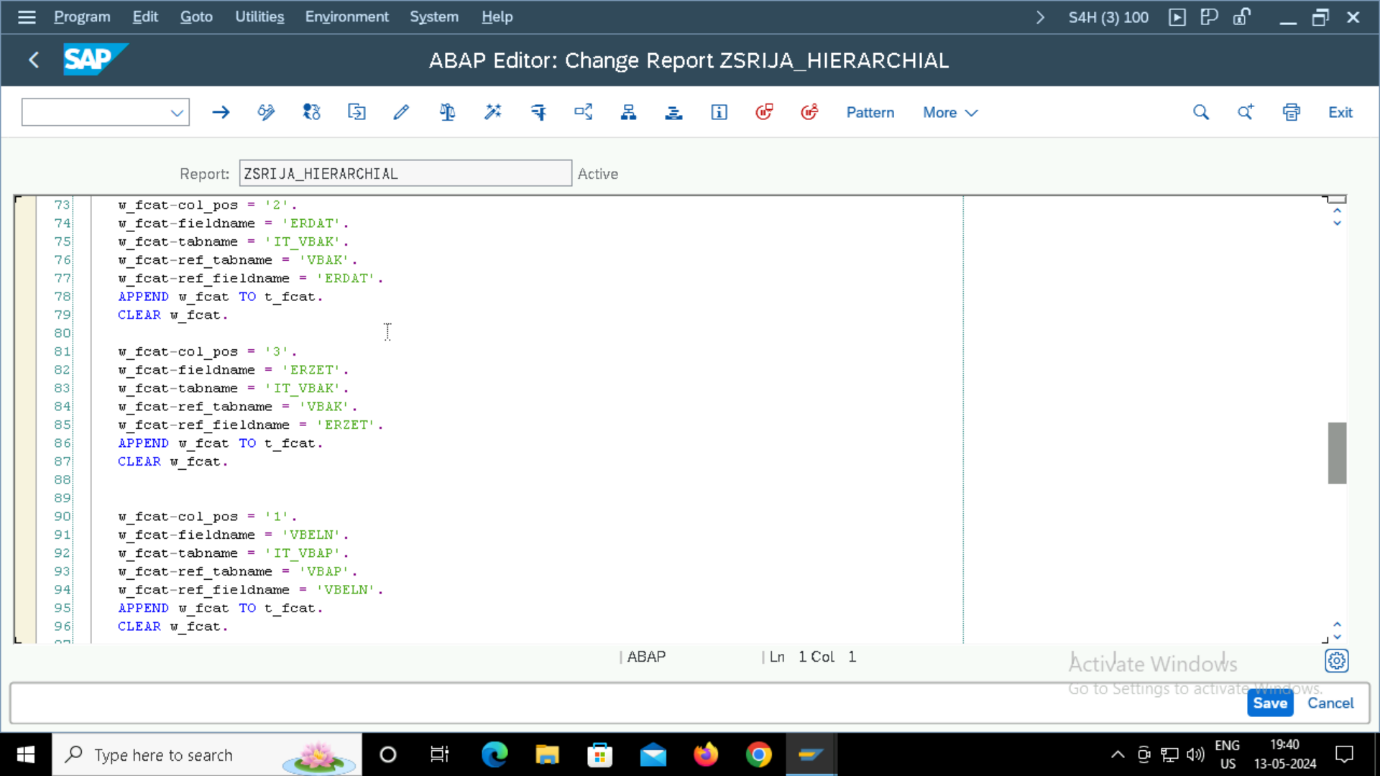 Program Edit Goto Utilities Environment System Help S4H (3) 100
SAP ABAP Editor: Change Report ZSRIJA_HIERARCHIAL
Pattern More Exit
Report: ZSRIJA_HIERARCHIAL Active
73 w_fcat-col_pos = '2'.
74 w_fcat-fieldname = 'ERDAT'.
75 w_fcat-tabname = 'IT_VBAK'.
76 w_fcat-ref_tabname = 'VBAK'.
77 w_fcat-ref_fieldname = 'ERDAT'.
78 APPEND w_fcat TO t_fcat.
79 CLEAR w_fcat.
80
81 w_fcat-col_pos = '3'.
82 w_fcat-fieldname = 'ERZET'.
83 w_fcat-tabname = 'IT_VBAK'.
84 w_fcat-ref_tabname = 'VBAK'.
85 w_fcat-ref_fieldname = 'ERZET'.
86 APPEND w_fcat TO t_fcat.
87 CLEAR w_fcat.
88
89
90 w_fcat-col_pos = '1'.
91 w_fcat-fieldname = 'VBELN'.
92 w_fcat-tabname = 'IT_VBAP'.
93 w_fcat-ref_tabname = 'VBAP'.
94 w_fcat-ref_fieldname = 'VBELN'.
95 APPEND w_fcat TO t_fcat.
96 CLEAR w_fcat.
ABAP Ln 1 Col 1
Activate Windows
Go to Settings to activate Windows.
Save Cancel
Type here to search
ENG
US
19:40
13-05-2024